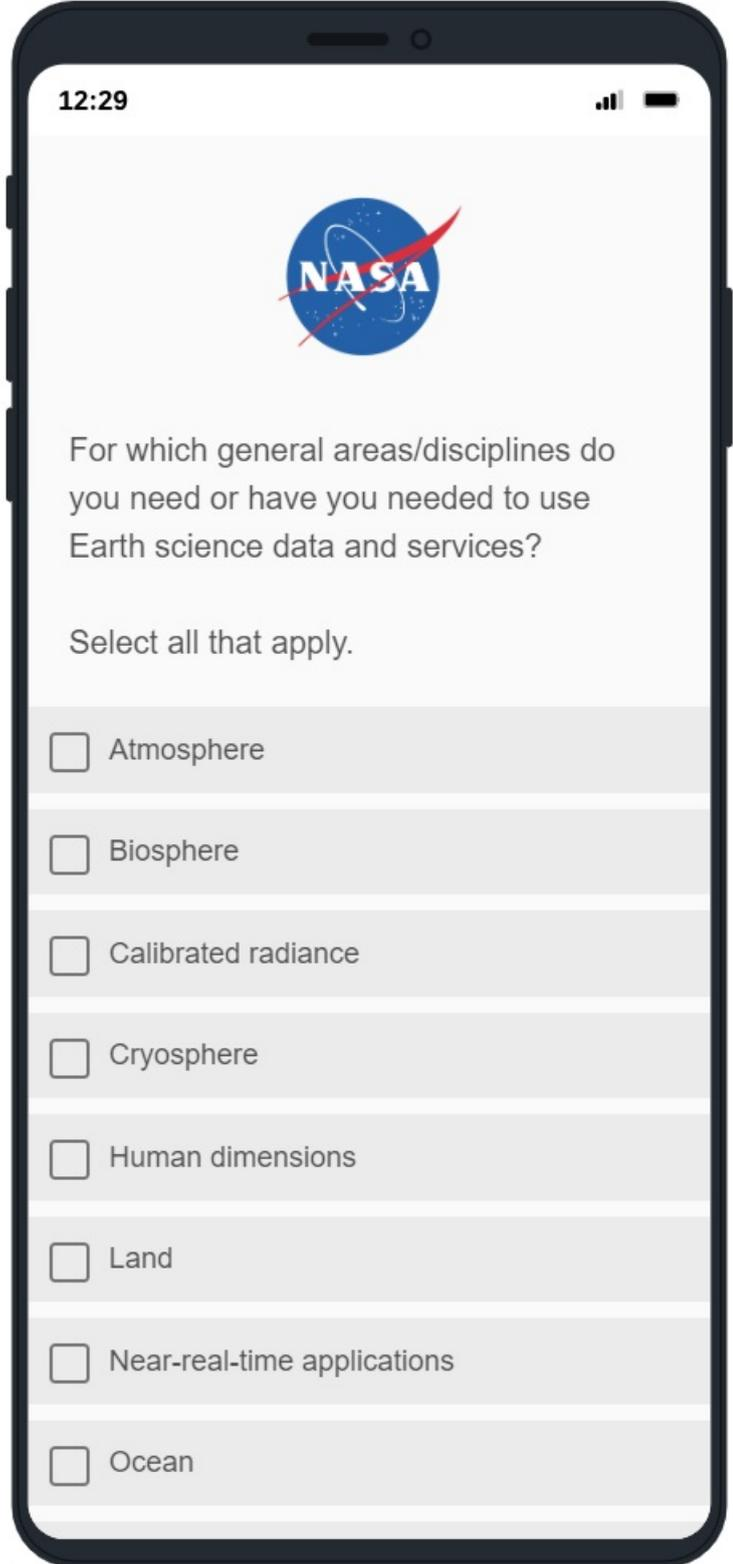 12:29
NASA
For which general areas/disciplines do
you need or have you needed to use
Earth science data and services?
Select all that apply.
Atmosphere
Biosphere
Calibrated radiance
Cryosphere
Human dimensions
Land
Near-real-time applications
Ocean